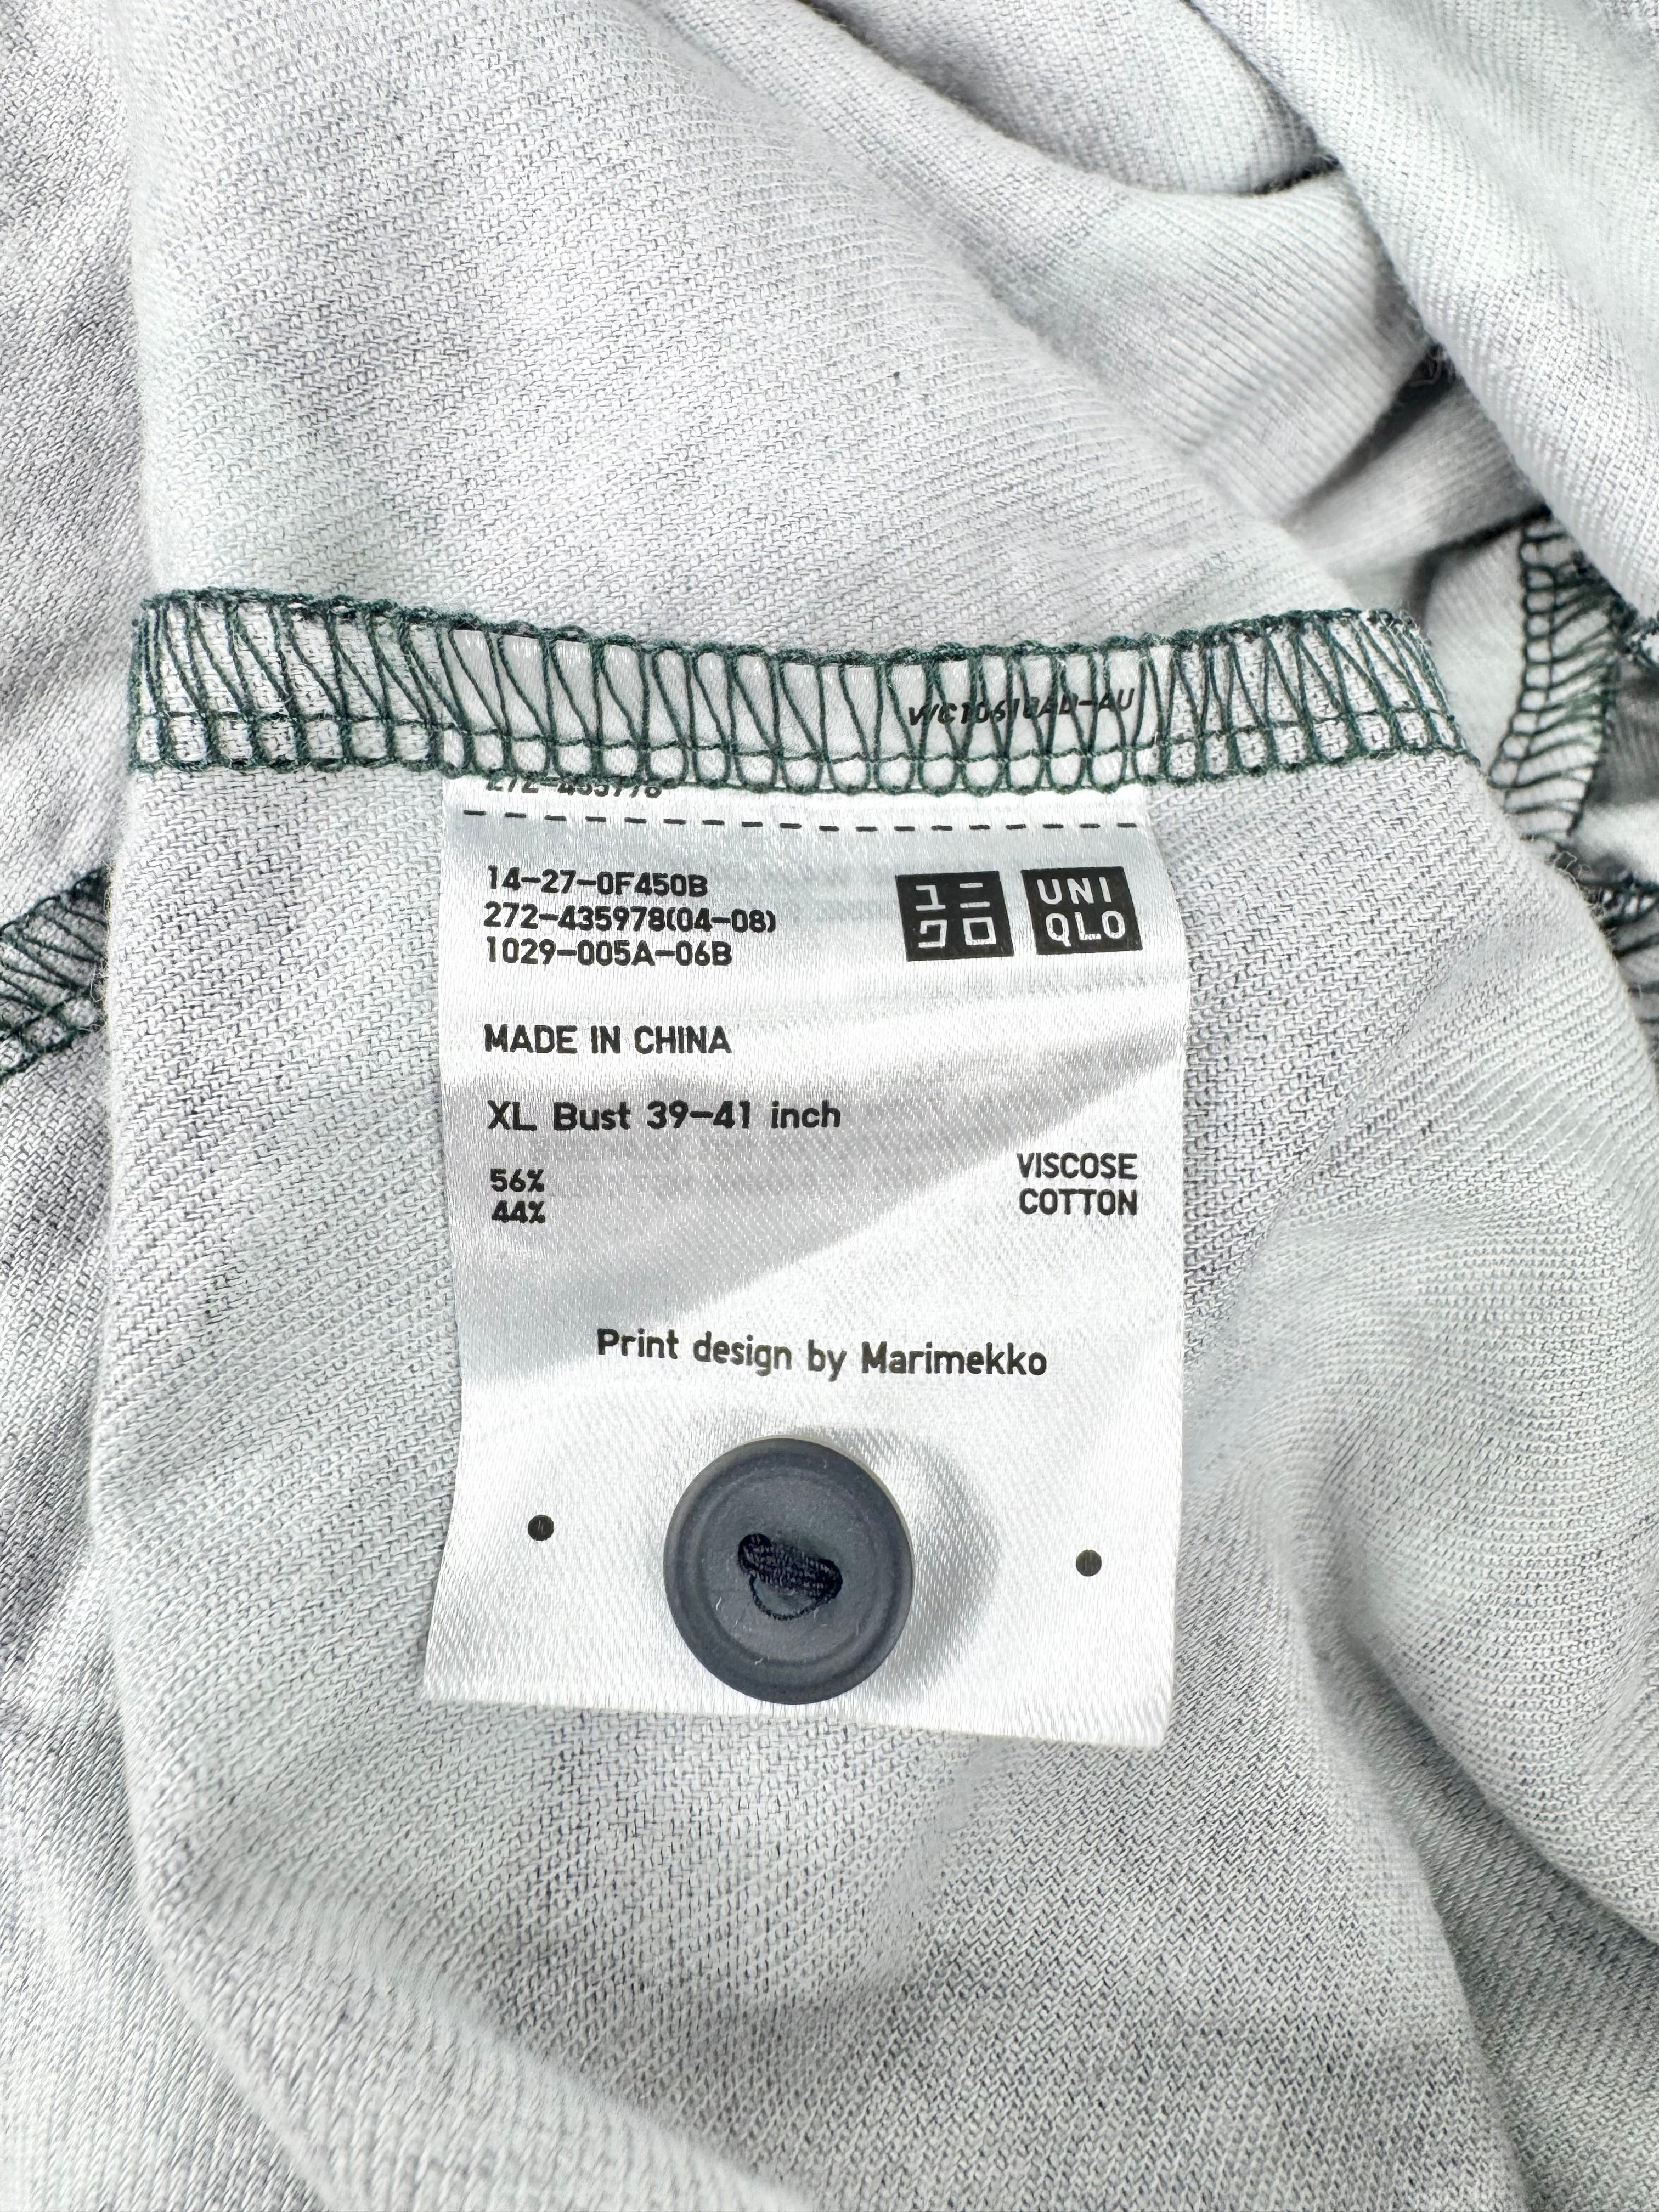 14-27-0F450B
272-435978(04-08)
1029-005A-06B
ユニ
クロ
UNI
QLO
MADE IN CHINA
XL Bust 39-41 inch
56% VISCOSE
44% COTTON
Print design by Marimekko